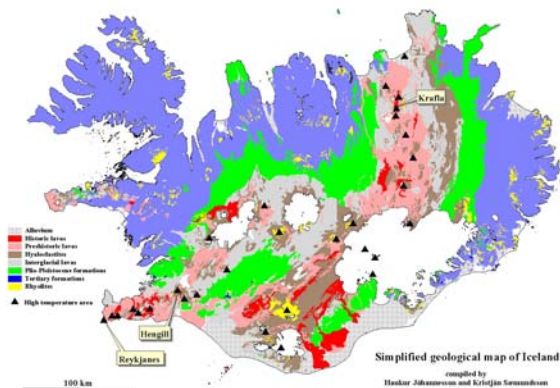 Krafla
Alluvium
Historic lavas
Prehistoric lavas
Hyaloclastites
Interglacial lavas
Plio-Pleistocene formations
Tertiary formations
Rhyolites
High temperature area
Hengill
Reykjanes
Simplified geological map of Iceland
compiled by
Haukur Jóhannesson and Kristján Sæmundsson
100 km